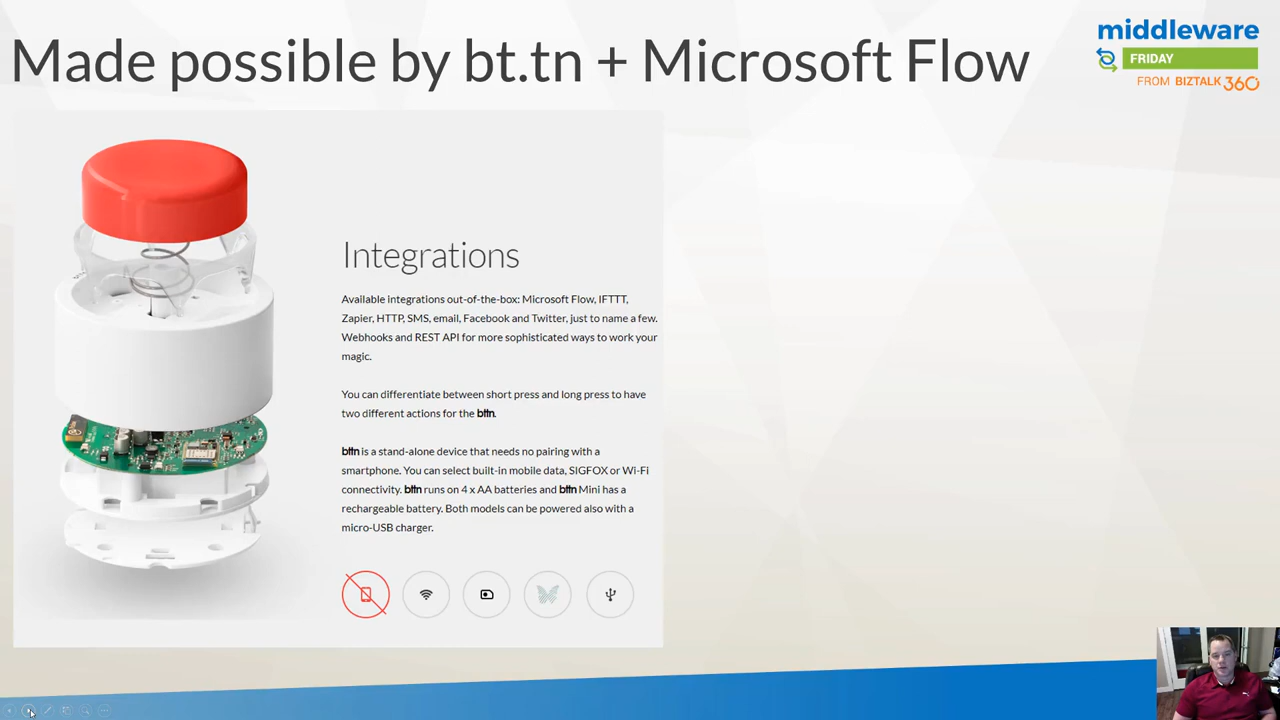 Made possible by bt.tn + Microsoft Flow
middleware
FRIDAY
FROM BIZTALK 360
Integrations
Available integrations out-of-the-box: Microsoft Flow, IFTTT,
Zapier, HTTP, SMS, email, Facebook and Twitter, just to name a few.
Webhooks and REST API for more sophisticated ways to work your
magic.
You can differentiate between short press and long press to have
two different actions for the bttn.
bttn is a stand-alone device that needs no pairing with a
smartphone. You can select built-in mobile data, SIGFOX or Wi-Fi
connectivity. bttn runs on 4 x AA batteries and bttn Mini has a
rechargeable battery. Both models can be powered also with a
micro-USB charger.